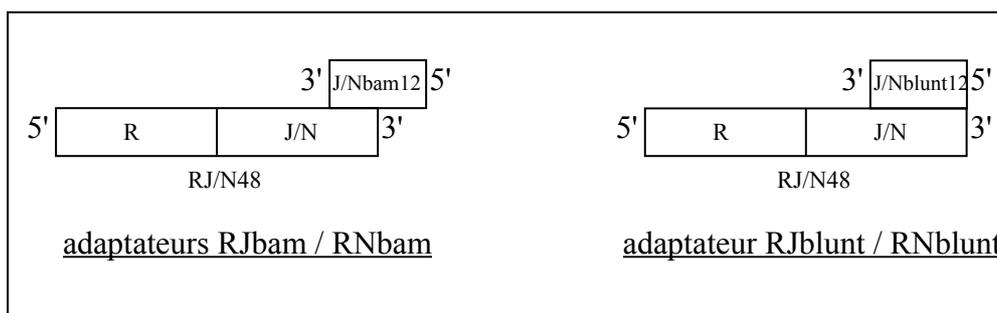 3' J/Nbam12 5'
5' R J/N 3'
RJ/N48
adaptateurs RJbam / RNbam
3' J/Nblunt12 5'
5' R J/N 3'
RJ/N48
adaptateur RJblunt / RNblunt